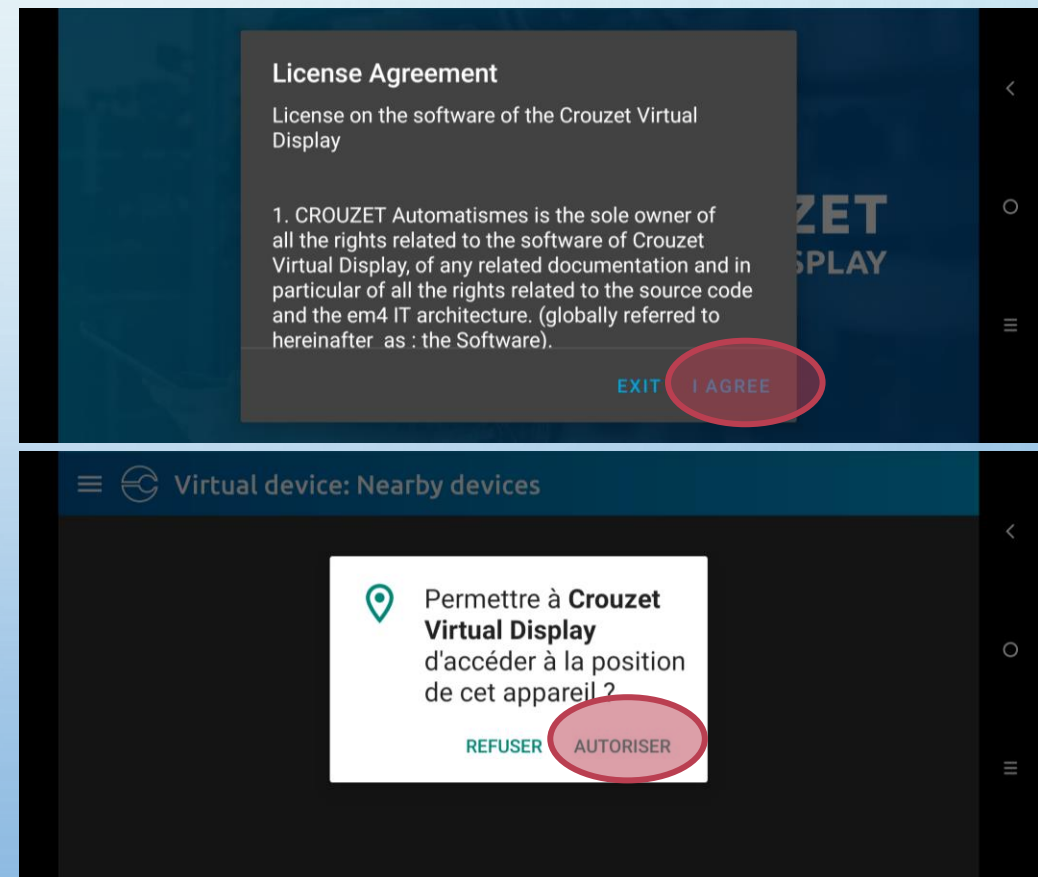 License Agreement
License on the software of the Crouzet Virtual
Display
1. CROUZET Automatismes is the sole owner of
all the rights related to the software of Crouzet
Virtual Display, of any related documentation and in
particular of all the rights related to the source code
and the em4 IT architecture. (globally referred to
hereinafter as : the Software).
ZET
SPLAY
EXIT I AGREE
Virtual device: Nearby devices
Permettre à Crouzet
Virtual Display
d'accéder à la position
de cet appareil ?
REFUSER AUTORISER